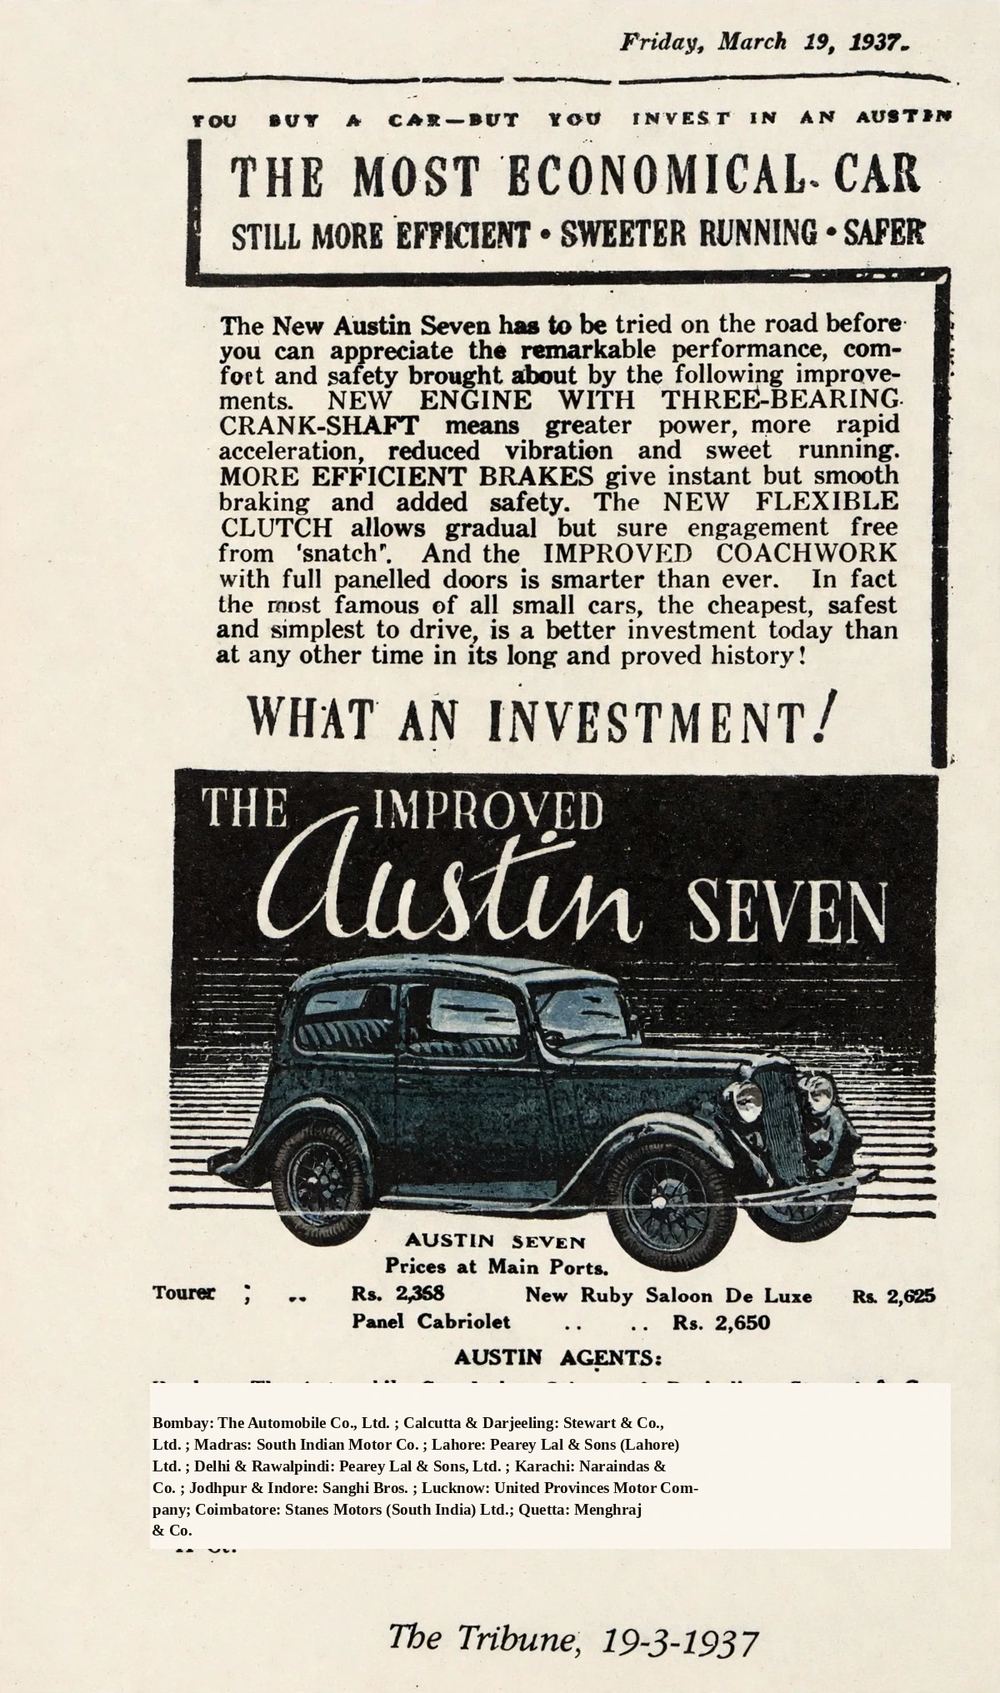 Friday, March 19, 1937.
YOU BUY A CAR—BUT YOU INVEST IN AN AUSTIN
THE MOST ECONOMICAL CAR
STILL MORE EFFICIENT • SWEETER RUNNING • SAFER
The New Austin Seven has to be tried on the road before
you can appreciate the remarkable performance, com-
fort and safety brought about by the following improve-
ments. NEW ENGINE WITH THREE-BEARING
CRANK-SHAFT means greater power, more rapid
acceleration, reduced vibration and sweet running.
MORE EFFICIENT BRAKES give instant but smooth
braking and added safety. The NEW FLEXIBLE
CLUTCH allows gradual but sure engagement free
from 'snatch". And the IMPROVED COACHWORK
with full panelled doors is smarter than ever. In fact
the most famous of all small cars, the cheapest, safest
and simplest to drive, is a better investment today than
at any other time in its long and proved history!
WHAT AN INVESTMENT!
THE IMPROVED
Austin SEVEN
AUSTIN SEVEN
Prices at Main Ports.
Tourer ; .. Rs. 2,368 New Ruby Saloon De Luxe Rs. 2,625
Panel Cabriolet .. .. Rs. 2,650
AUSTIN AGENTS:
Bombay: The Automobile Co., Ltd. ; Calcutta & Darjeeling: Stewart & Co.,
Ltd. ; Madras: South Indian Motor Co. ; Lahore: Pearey Lal & Sons (Lahore)
Ltd. ; Delhi & Rawalpindi: Pearey Lal & Sons, Ltd. ; Karachi: Naraindas &
Co. ; Jodhpur & Indore: Sanghi Bros. ; Lucknow: United Provinces Motor Com-
pany; Coimbatore: Stanes Motors (South India) Ltd.; Quetta: Menghraj
& Co.
The Tribune, 19-3-1937